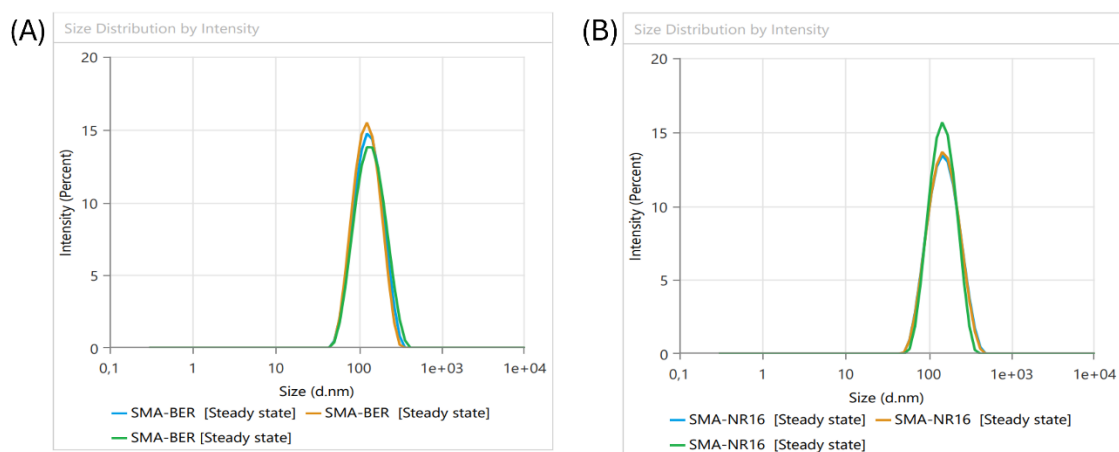 (A)
Size Distribution by Intensity
Intensity (Percent)
20
15
10
5
0
0,1 1 10 100 1e+03 1e+04
Size (d.nm)
SMA-BER [Steady state] SMA-BER [Steady state]
SMA-BER [Steady state]
(B)
Size Distribution by Intensity
Intensity (Percent)
20
15
10
5
0
0,1 1 10 100 1e+03 1e+04
Size (d.nm)
SMA-NR16 [Steady state] SMA-NR16 [Steady state]
SMA-NR16 [Steady state]